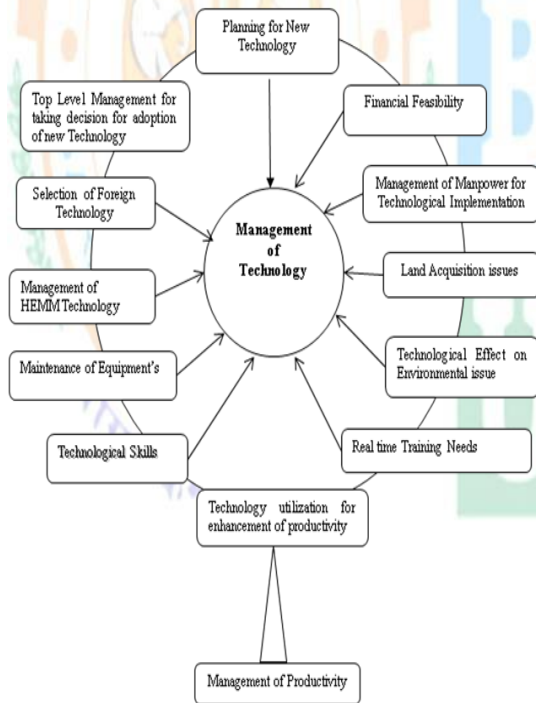 Planning for New
Technology
Top Level Management for
taking decision for adoption
of new Technology
Financial Feasibility
Selection of Foreign
Technology
Management of Manpower for
Technological Implementation
Management
of
Technology
Land Acquisition issues
Management of
HEMM Technology
Maintenance of Equipment's
Technological Effect on
Environmental issue
Technological Skills
Real time Training Needs
Technology utilization for
enhancement of productivity
Management of Productivity